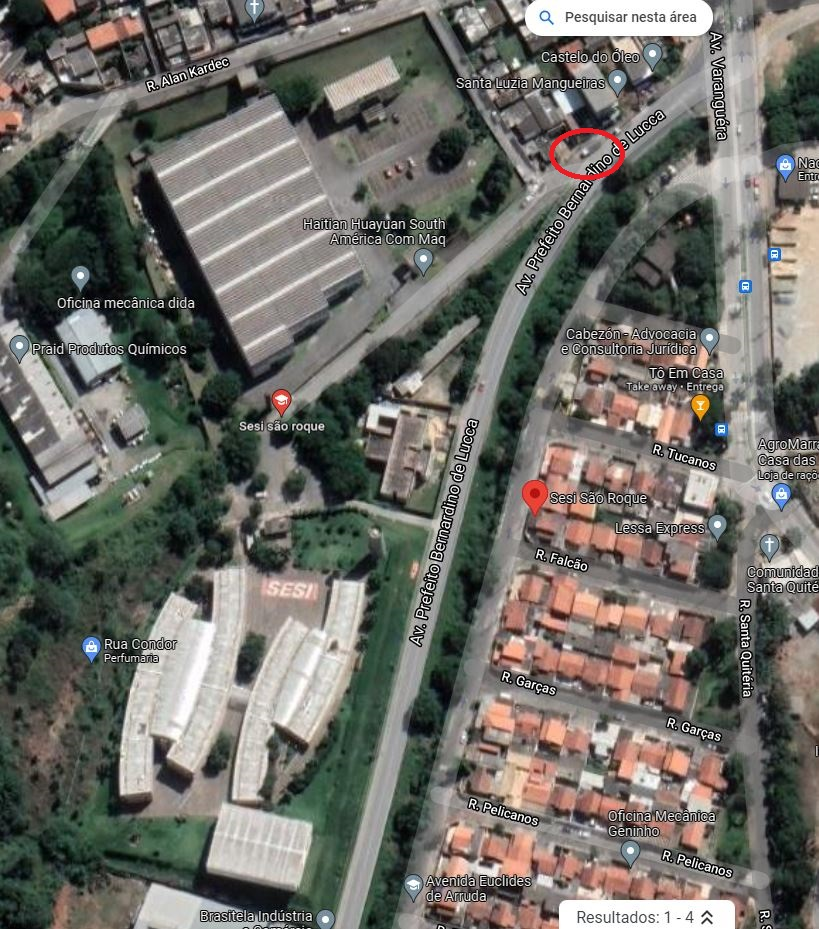 Pesquisar nesta área
Castelo do Óleo
Santa Luzia Mangueiras
R. Alan Kardec
Av. Varanguéra
Av. Prefeito Bernardino de Lucca
Haitian Huayuan South
América Com Maq
Oficina mecânica dida
Praid Produtos Químicos
Cabezón - Advocacia
e Consultoria Jurídica
Tô Em Casa
Take away • Entrega
Sesi são roque
R. Tucanos
AgroMarra
Casa das
Loja de raçõ
Sesi São Roque
Lessa Express
R. Falcão
Comunidad
Santa Quité
Av. Prefeito Bernardino de Lucca
SESI
R. Santa Quitéria
Rua Condor
Perfumaria
R. Garças
R. Garças
R. Pelicanos
Oficina Mecânica
Geninho
R. Pelicanos
Avenida Euclides
de Arruda
Brasitela Indústria
Resultados: 1 - 4